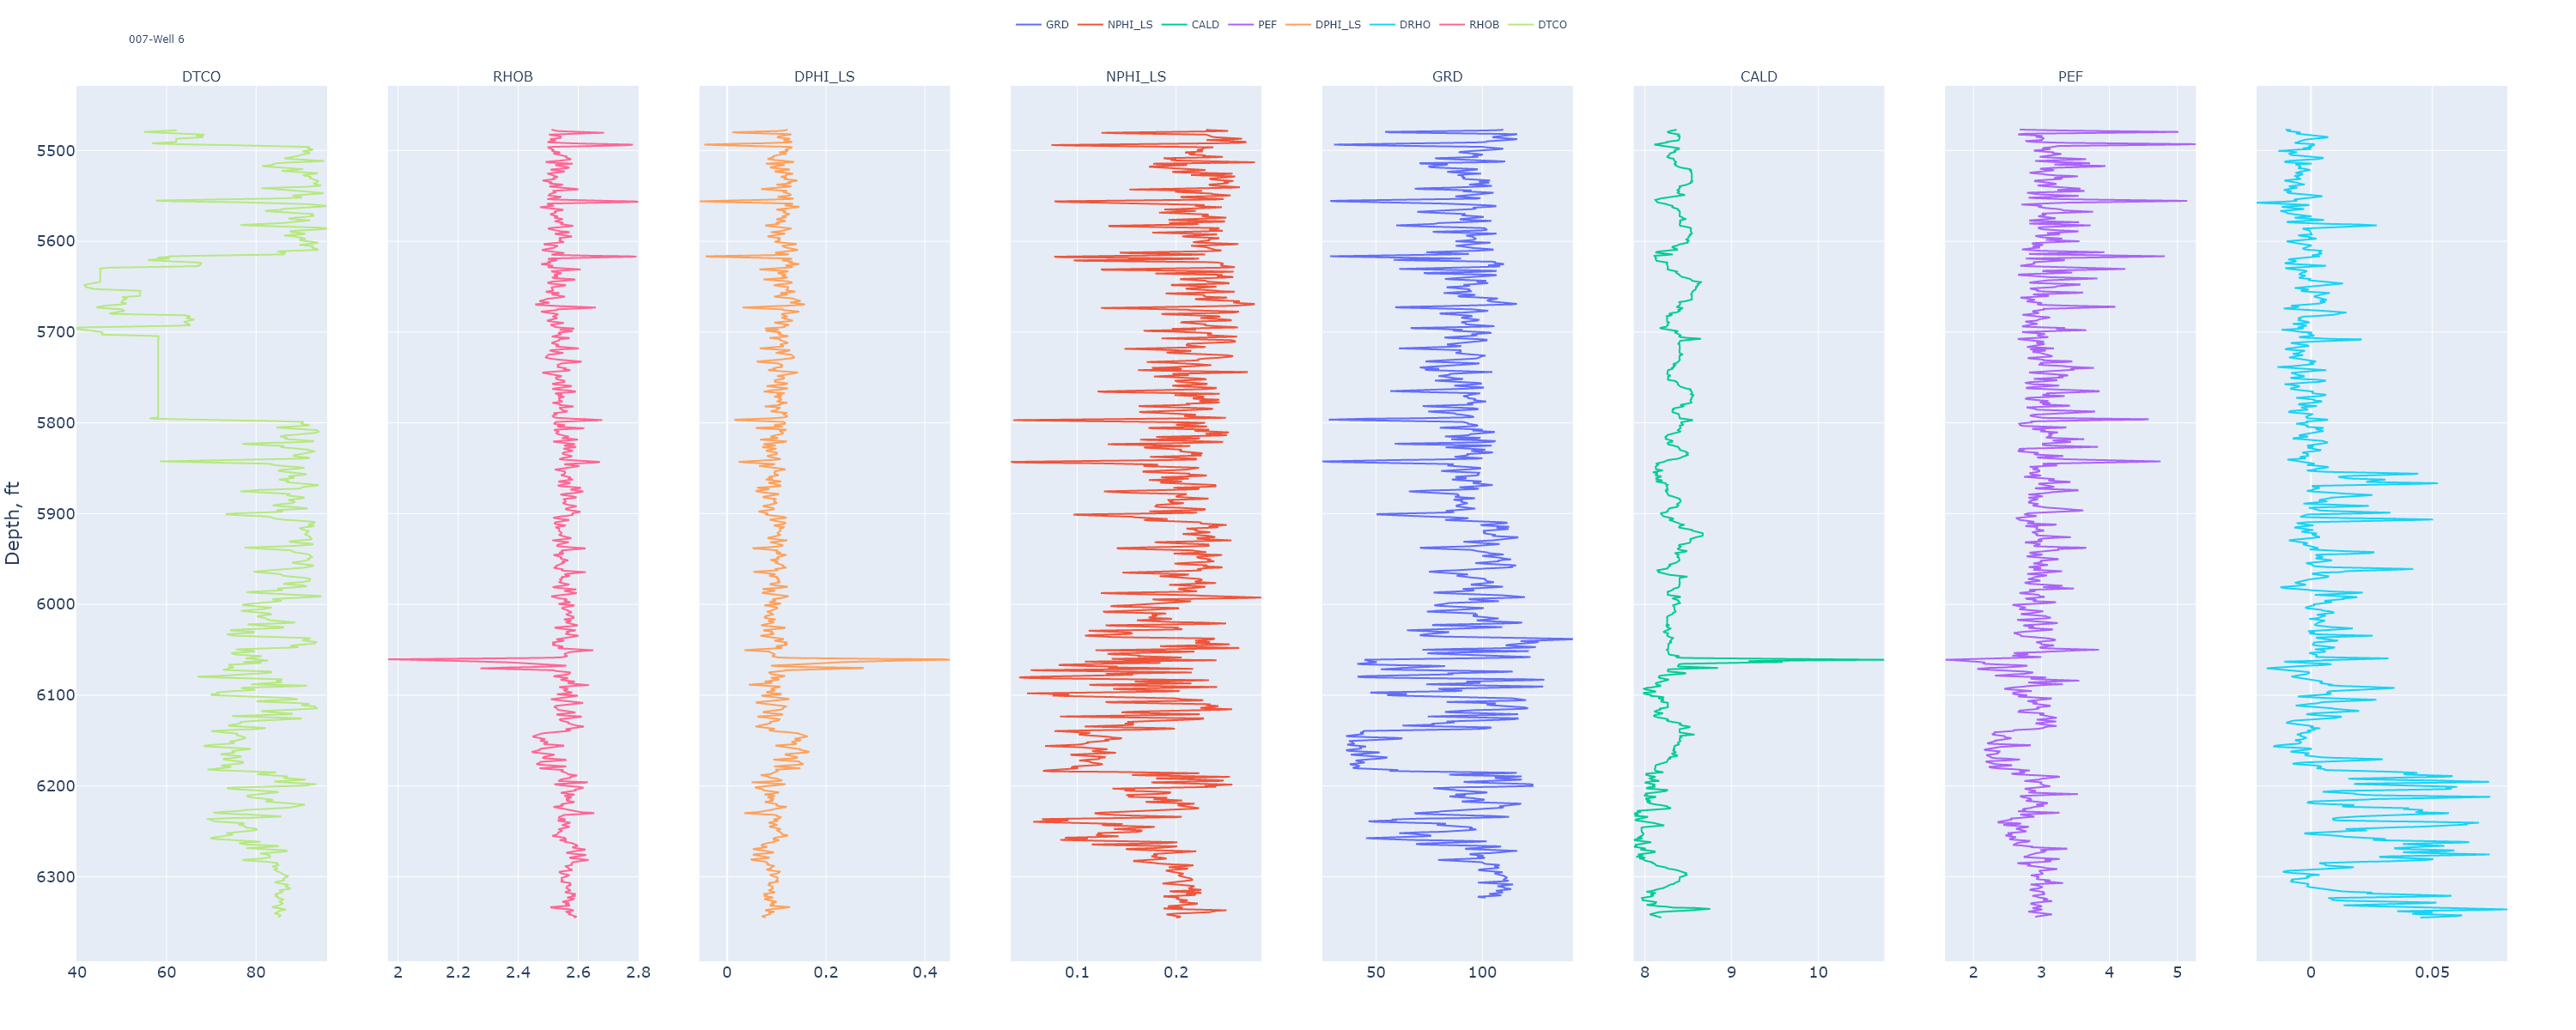 GRD NPHI_LS CALD PEF DPHI_LS DRHO RHOB DTCO
007-Well 6
DTCO RHOB DPHI_LS NPHI_LS GRD CALD PEF
5500
5600
5700
5800
5900
6000
6100
6200
6300
Depth, ft
40 60 80 2 2.2 2.4 2.6 2.8 0 0.2 0.4 0.1 0.2 50 100 8 9 10 2 3 4 5 0 0.05